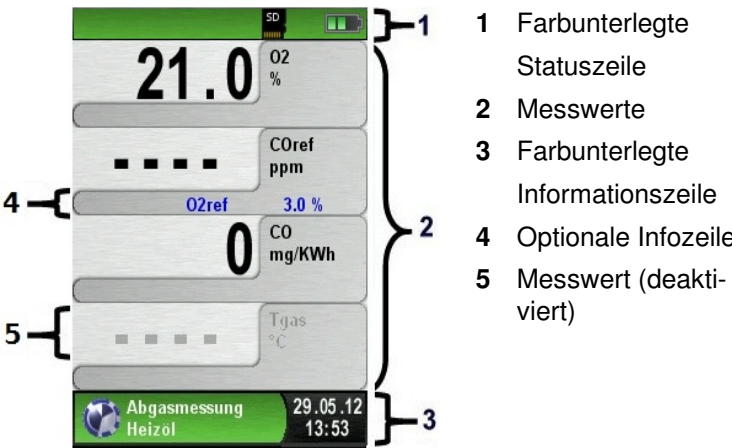 SD
1
21.0 O2
%
---- COref
ppm
4
O2ref 3.0 %
0 CO
mg/KWh
2
5
---- Tgas
°C
Abgasmessung 29.05.12
Heizöl 13:53
3
1 Farbunterlegte
Statuszeile
2 Messwerte
3 Farbunterlegte
Informationszeile
4 Optionale Infozeile
5 Messwert (deakti-
viert)